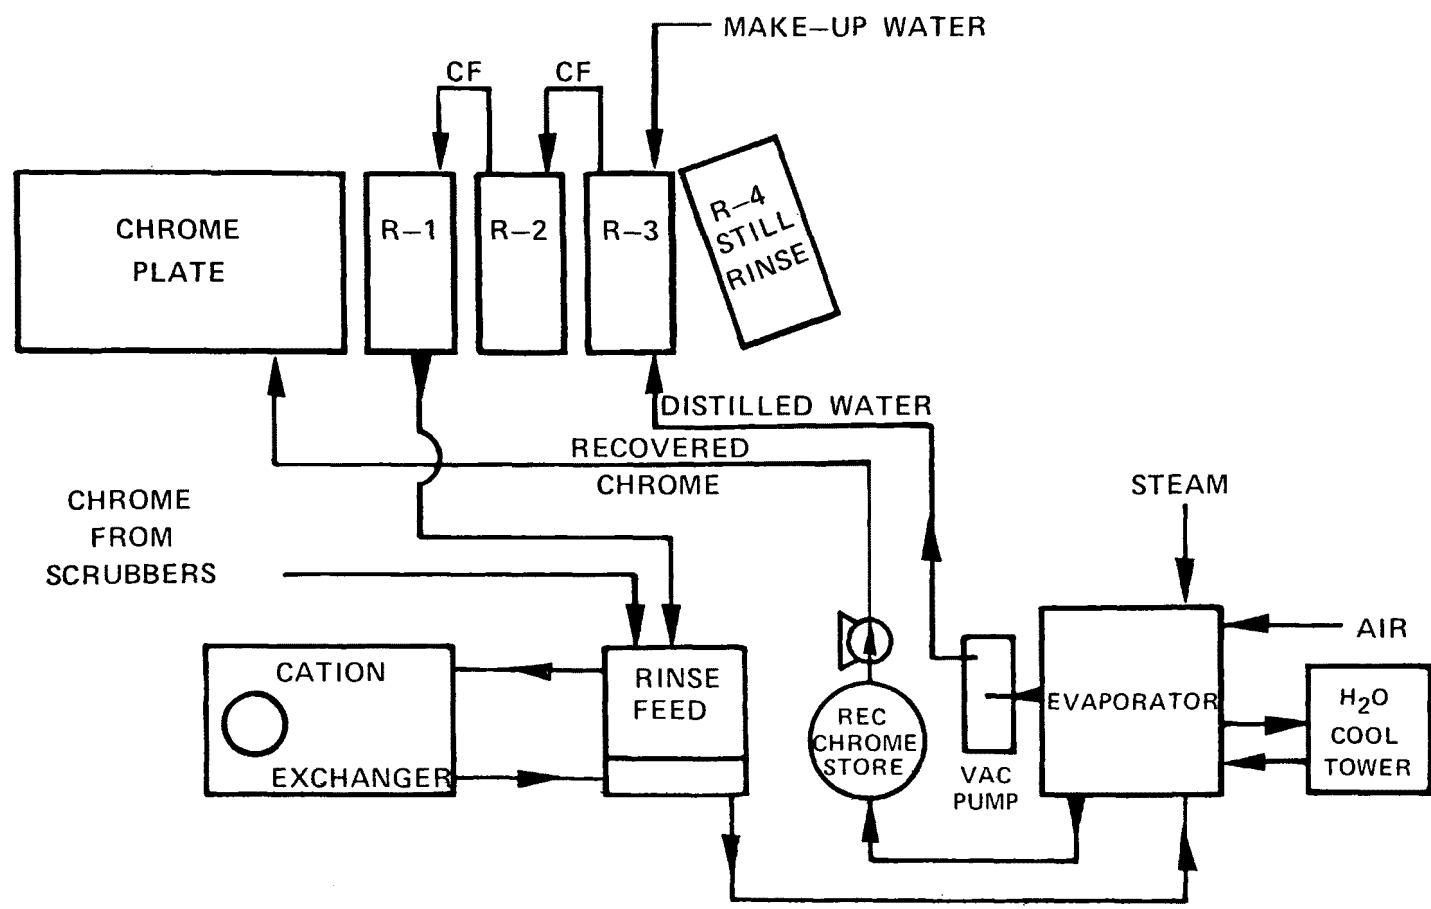 MAKE–UP WATER
CF
CF
CHROME
PLATE
R–1
R–2
R–3
R–4
STILL
RINSE
DISTILLED WATER
RECOVERED
CHROME
CHROME
FROM
SCRUBBERS
STEAM
AIR
CATION
EXCHANGER
RINSE
FEED
REC
CHROME
STORE
VAC
PUMP
EVAPORATOR
H₂O
COOL
TOWER